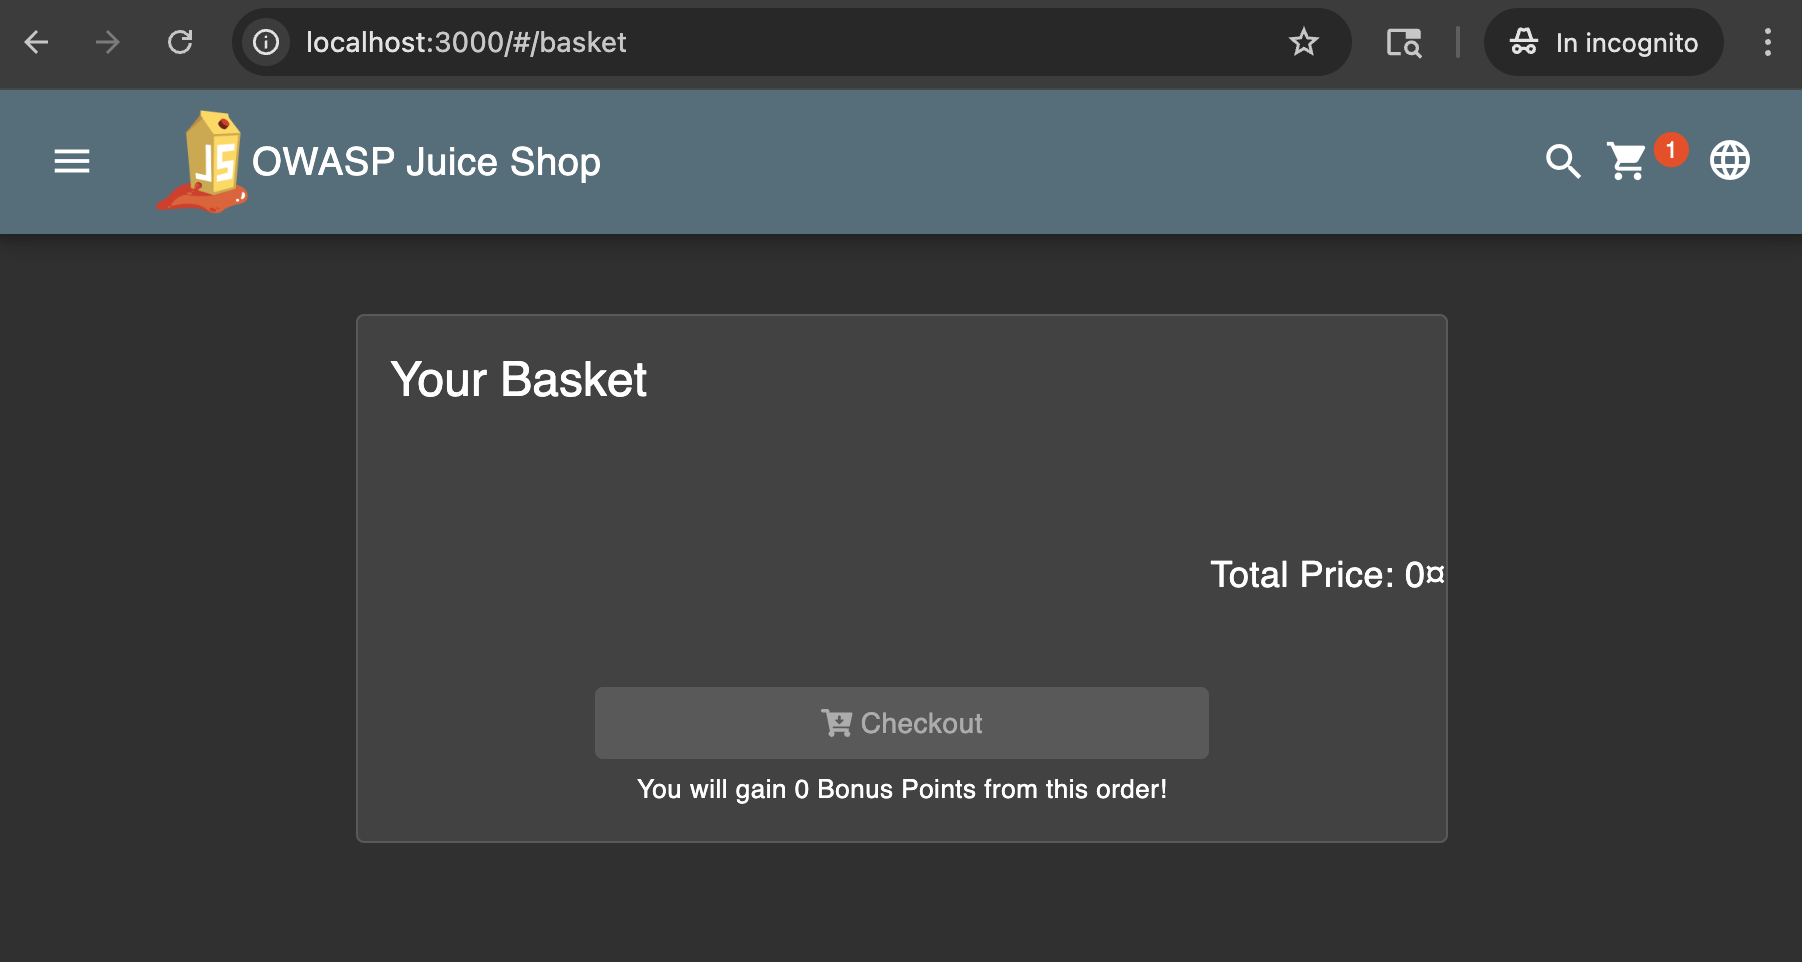 localhost:3000/#/basket
In incognito
JS
OWASP Juice Shop
1
Your Basket
Total Price: 0¤
Checkout
You will gain 0 Bonus Points from this order!